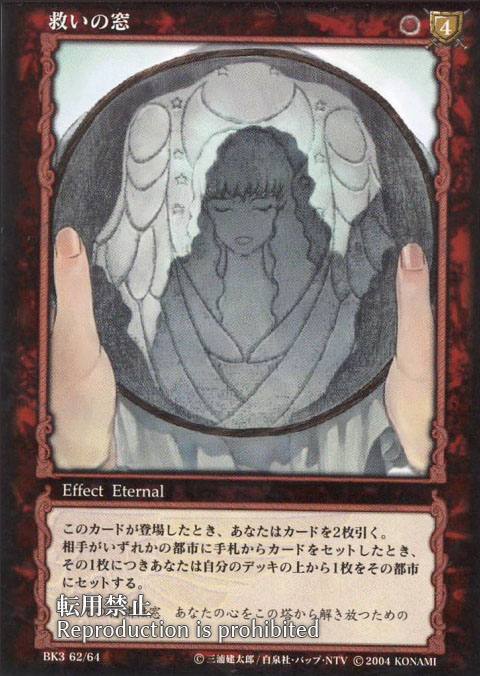 救いの窓
4
Effect Eternal
このカードが登場したとき、あなたはカードを2枚引く。
相手がいずれかの都市に手札からカードをセットしたとき、
その1枚につきあなたは自分のデッキの上から1枚をその都市
にセットする。
あなたの心をこの塔から解き放つための
転用禁止
Reproduction is prohibited
BK3 62/64
© 三浦建太郎/白泉社・バップ・NTV © 2004 KONAMI